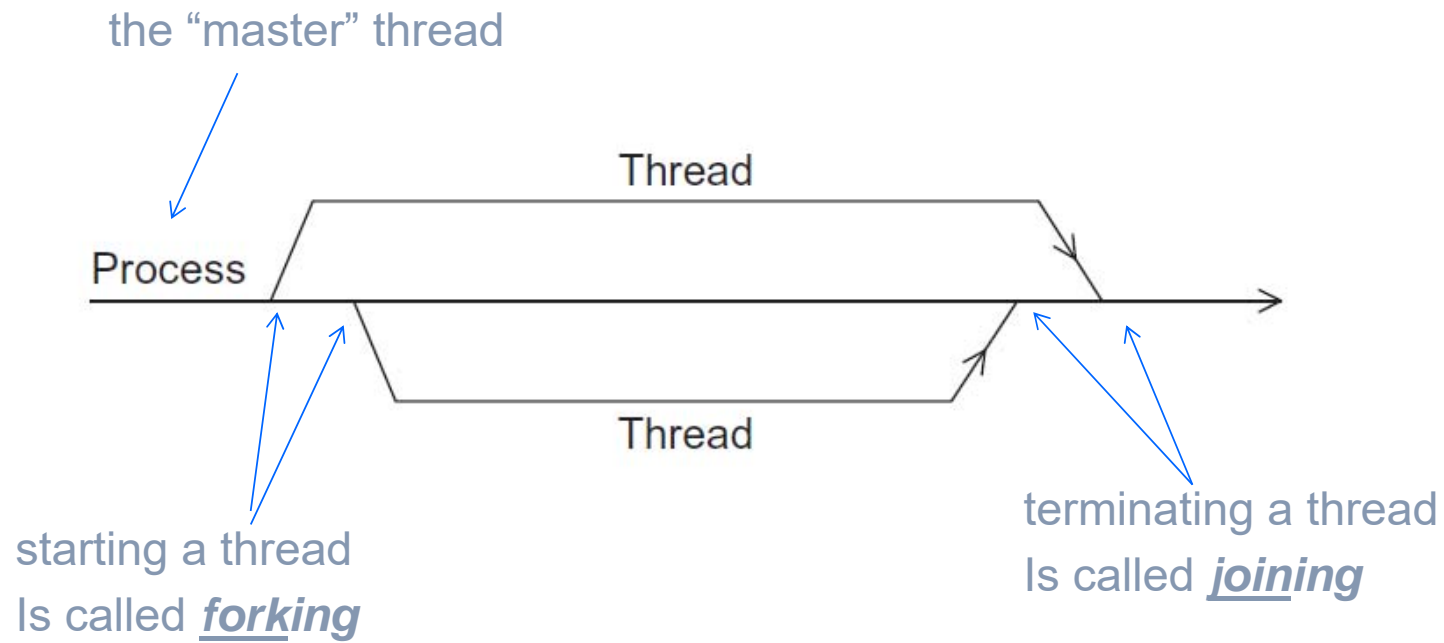 the “master” thread
Thread
Process
Thread
starting a thread
Is called forking
terminating a thread
Is called joining